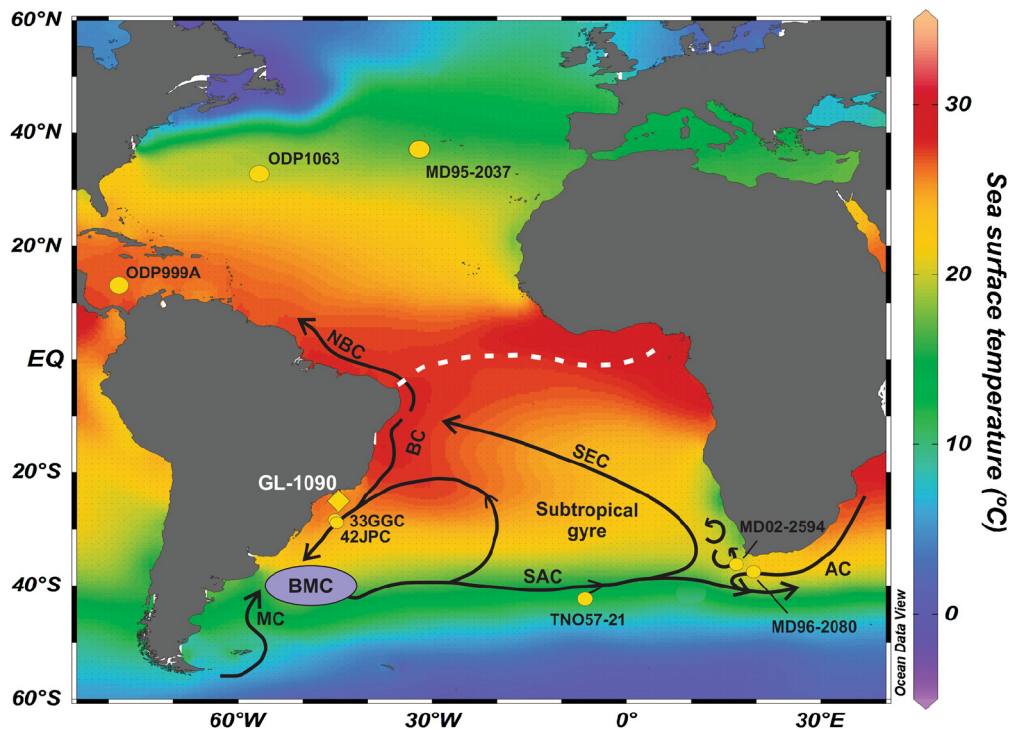 60°N
40°N
20°N
EQ
20°S
40°S
60°S
60°W
30°W
0°
30°E
ODP1063
MD95-2037
ODP999A
NBC
BC
SEC
GL-1090
33GGC
42JPC
Subtropical
gyre
MD02-2594
BMC
SAC
AC
MC
TNO57-21
MD96-2080
Ocean Data View
30
20
10
0
Sea surface temperature (ºC)